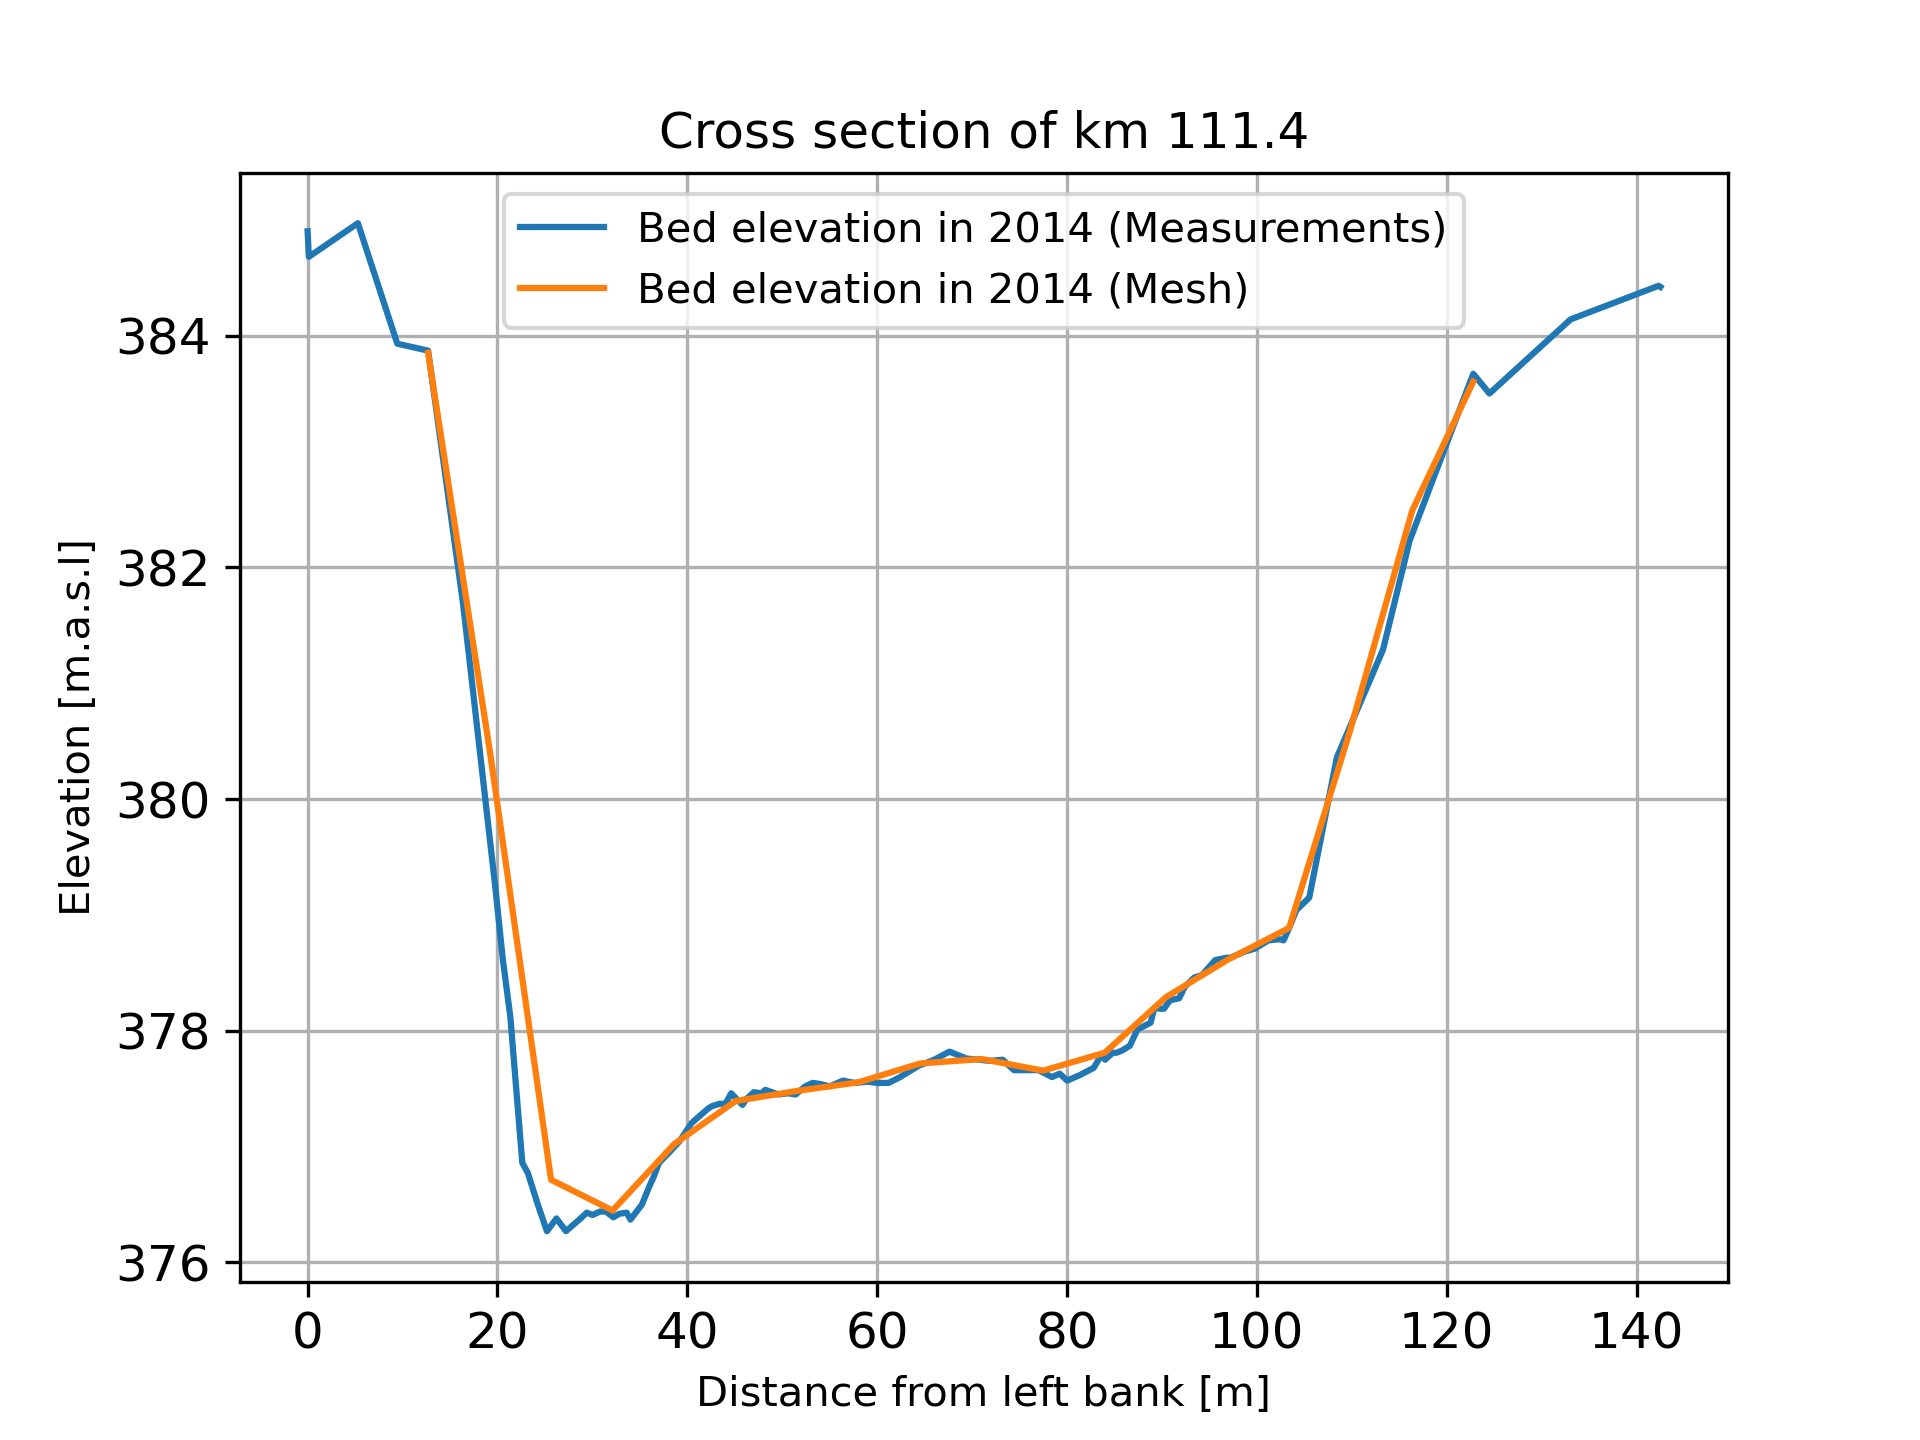 Cross section of km 111.4
Bed elevation in 2014 (Measurements)
Bed elevation in 2014 (Mesh)
Elevation [m.a.s.l]
384
382
380
378
376
0 20 40 60 80 100 120 140
Distance from left bank [m]